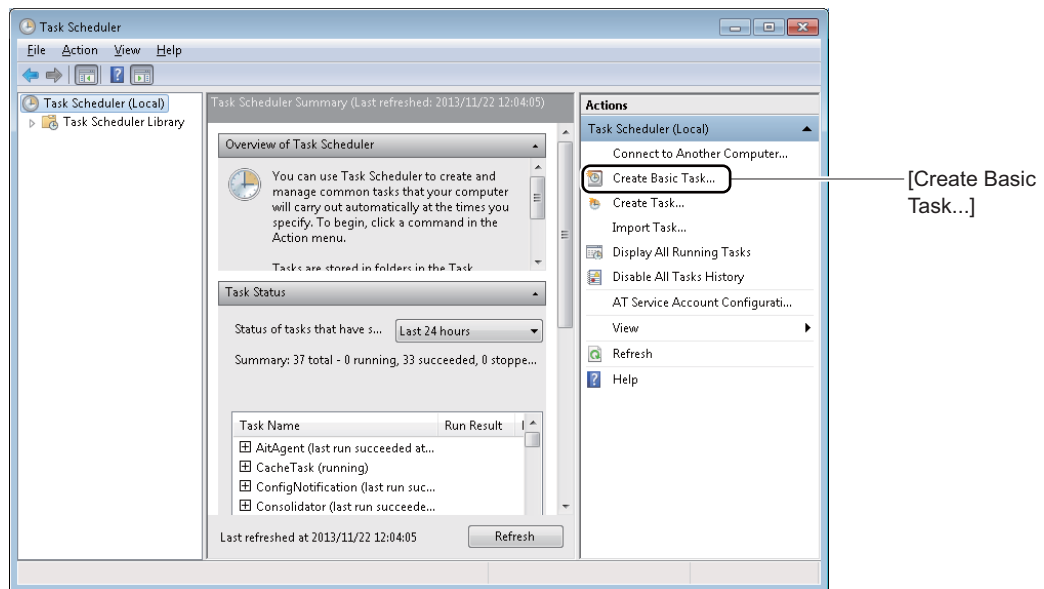 Task Scheduler
File Action View Help
Task Scheduler (Local)
Task Scheduler Library
Task Scheduler Summary (Last refreshed: 2013/11/22 12:04:05)
Overview of Task Scheduler
You can use Task Scheduler to create and
manage common tasks that your computer
will carry out automatically at the times you
specify. To begin, click a command in the
Action menu.
Tasks are stored in folders in the Task
Task Status
Status of tasks that have s... Last 24 hours
Summary: 37 total - 0 running, 33 succeeded, 0 stoppe...
Task Name Run Result
AitAgent (last run succeeded at...
CacheTask (running)
ConfigNotification (last run suc...
Consolidator (last run succeede...
Last refreshed at 2013/11/22 12:04:05 Refresh
Actions
Task Scheduler (Local)
Connect to Another Computer...
Create Basic Task...
Create Task...
Import Task...
Display All Running Tasks
Disable All Tasks History
AT Service Account Configurati...
View
Refresh
Help
[Create Basic
Task...]